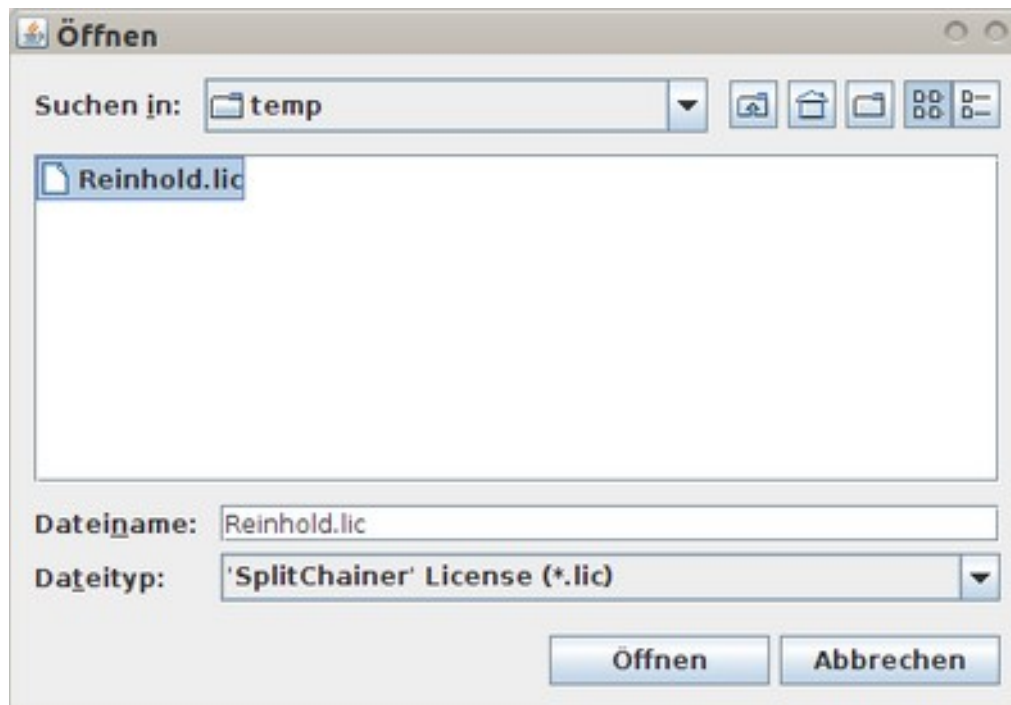 Öffnen
Suchen in: temp
Reinhold.lic
Dateiname: Reinhold.lic
Dateityp: 'SplitChainer' License (*.lic)
Öffnen Abbrechen